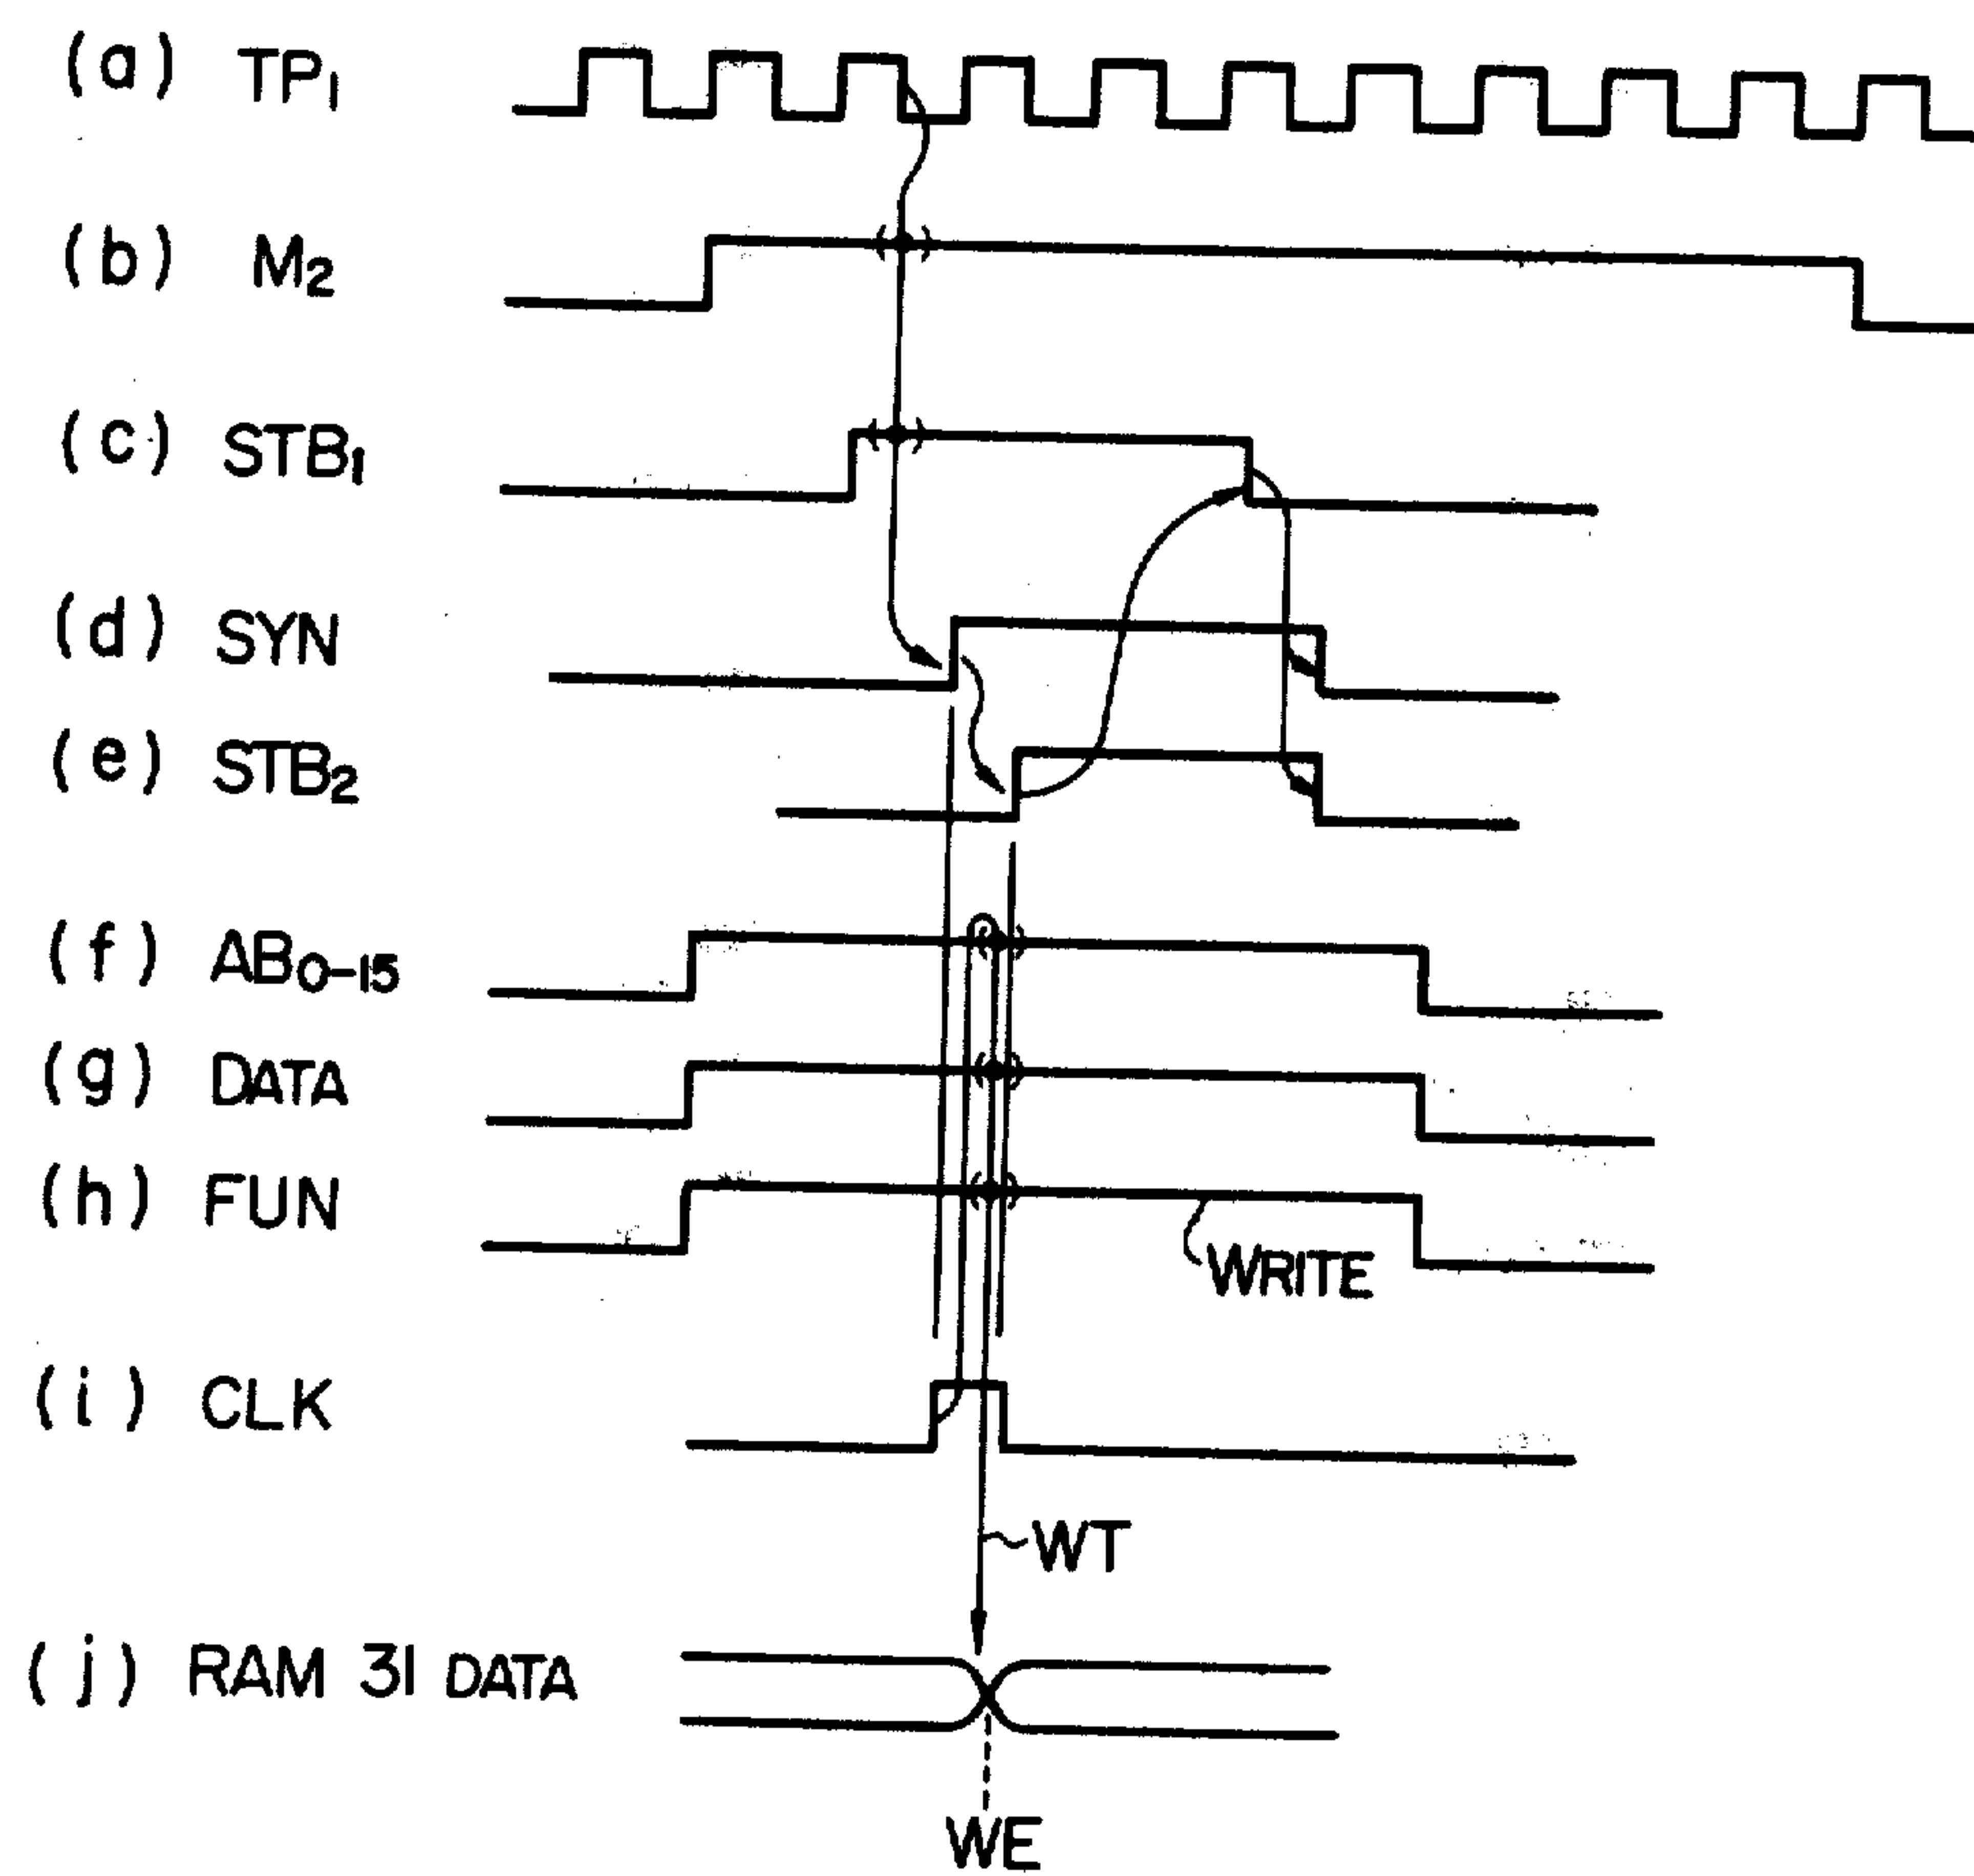 (a) TP₁
(b) M₂
(c) STB₁
(d) SYN
(e) STB₂
(f) AB₀₋₁₅
(g) DATA
(h) FUN
WRITE
(i) CLK
WT
(j) RAM 31 DATA
WE